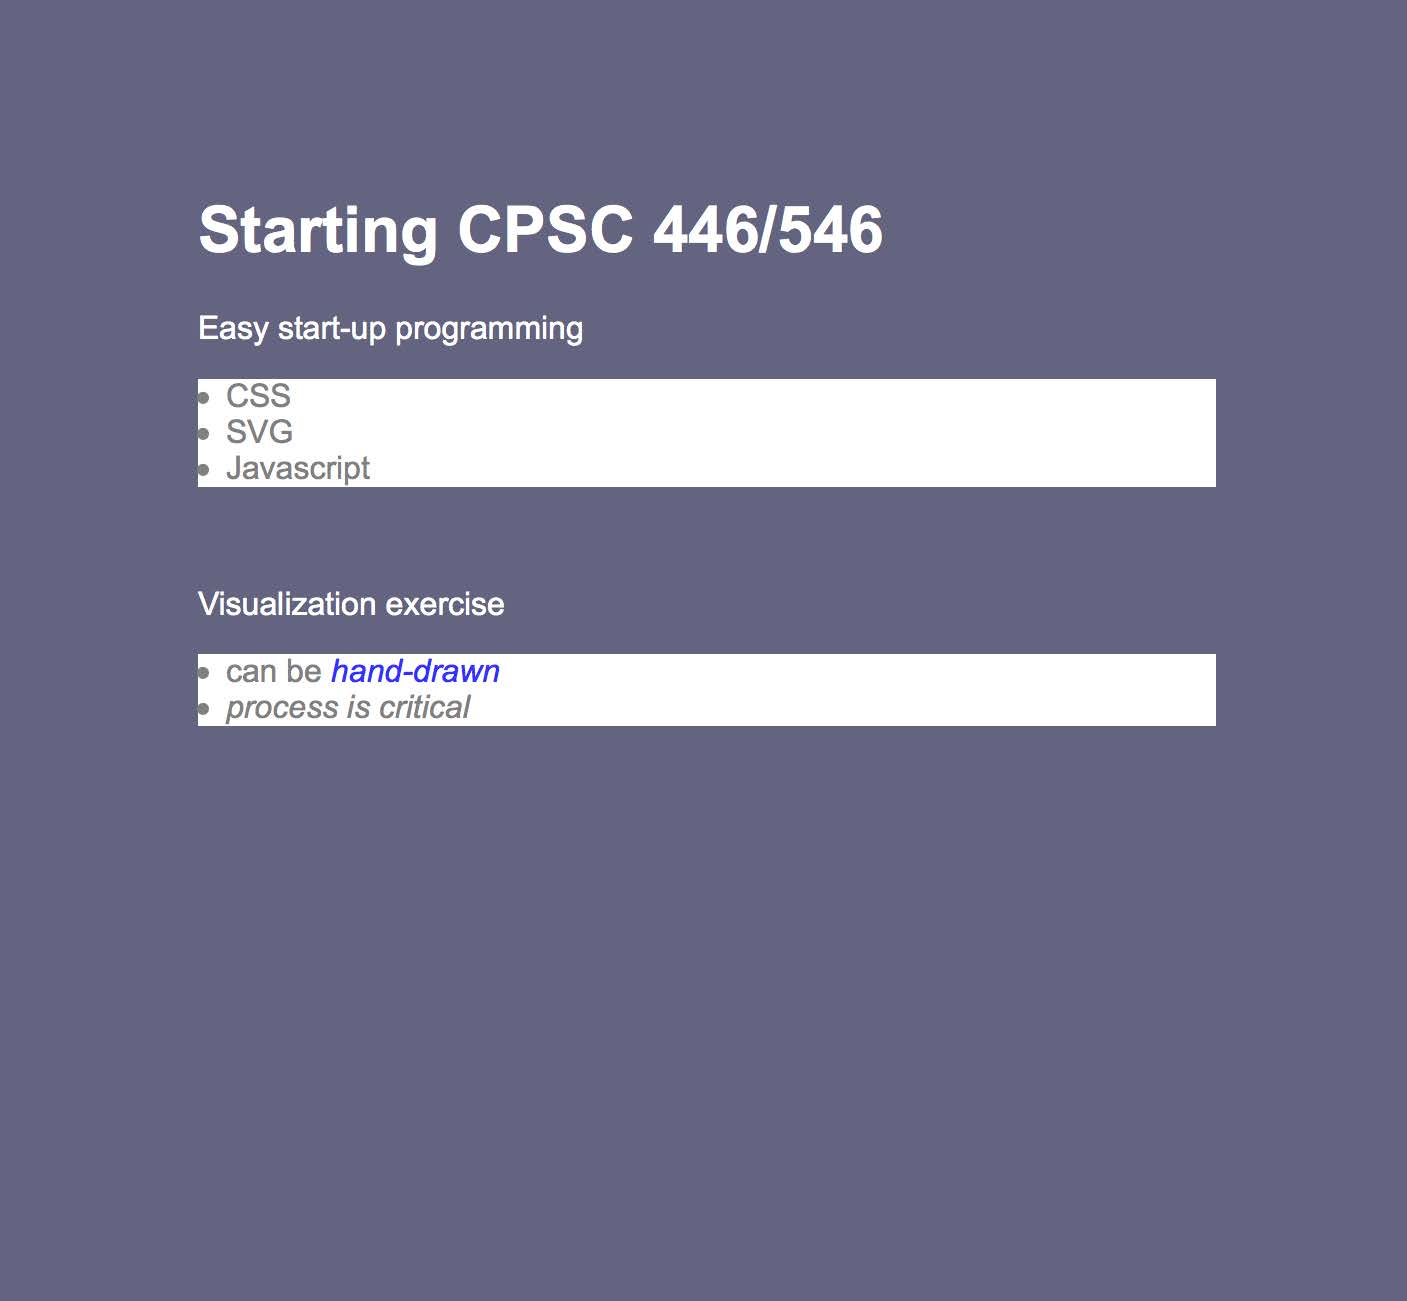 Starting CPSC 446/546
Easy start-up programming
CSS
SVG
Javascript
Visualization exercise
can be hand-drawn
process is critical